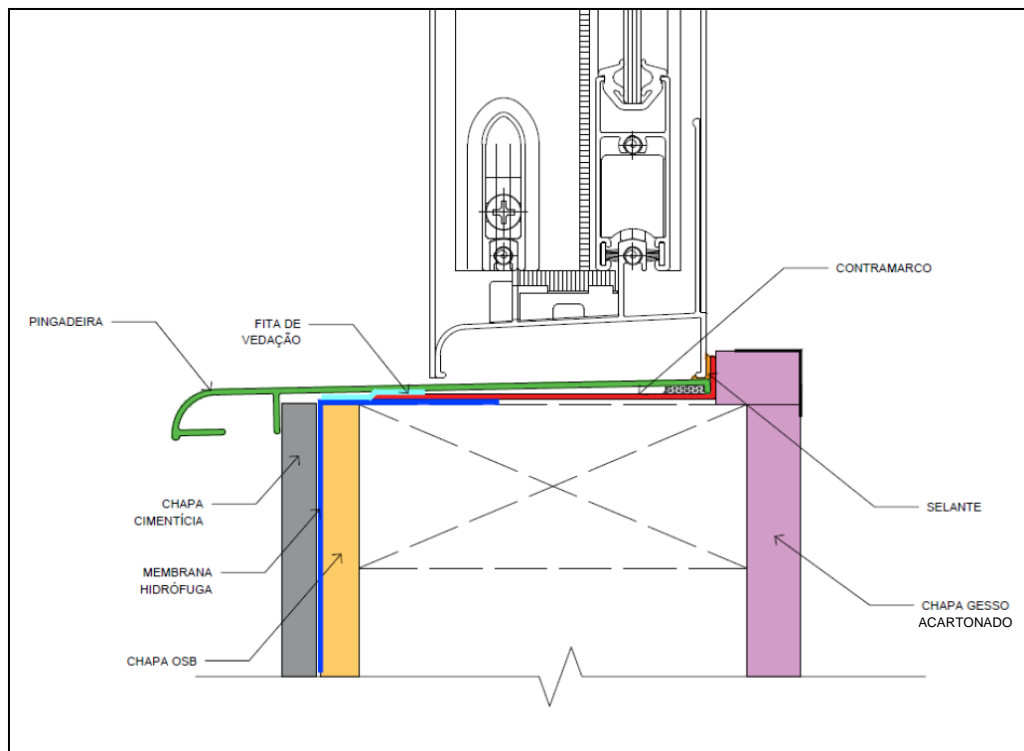 CONTRAMARCO
PINGADEIRA
FITA DE
VEDAÇÃO
CHAPA
CIMENTÍCIA
SELANTE
MEMBRANA
HIDRÓFUGA
CHAPA GESSO
ACARTONADO
CHAPA OSB